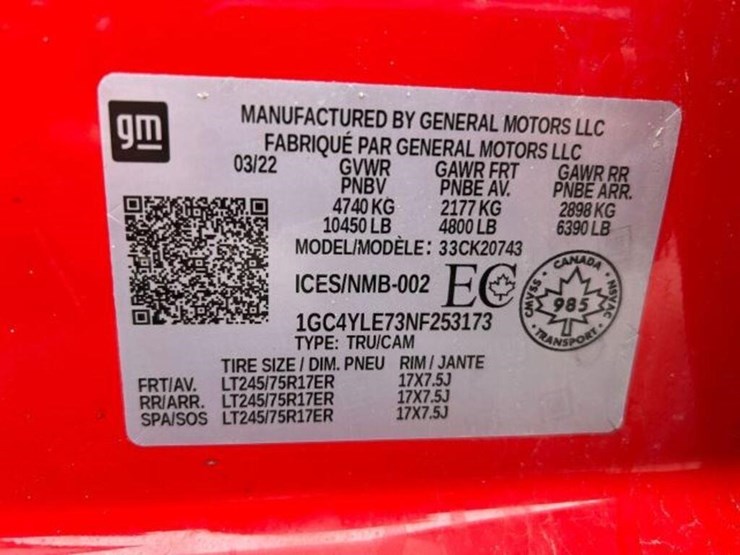 gm
MANUFACTURED BY GENERAL MOTORS LLC
FABRIQUÉ PAR GENERAL MOTORS LLC
03/22 GVWR GAWR FRT GAWR RR
PNBV PNBE AV. PNBE ARR.
4740 KG 2177 KG 2898 KG
10450 LB 4800 LB 6390 LB
MODEL/MODÈLE: 33CK20743
ICES/NMB-002 EC
CANADA
CMVSS 985 NSVAC
TRANSPORT
1GC4YLE73NF253173
TYPE: TRU/CAM
TIRE SIZE / DIM. PNEU RIM / JANTE
FRT/AV. LT245/75R17ER 17X7.5J
RR/ARR. LT245/75R17ER 17X7.5J
SPA/SOS LT245/75R17ER 17X7.5J